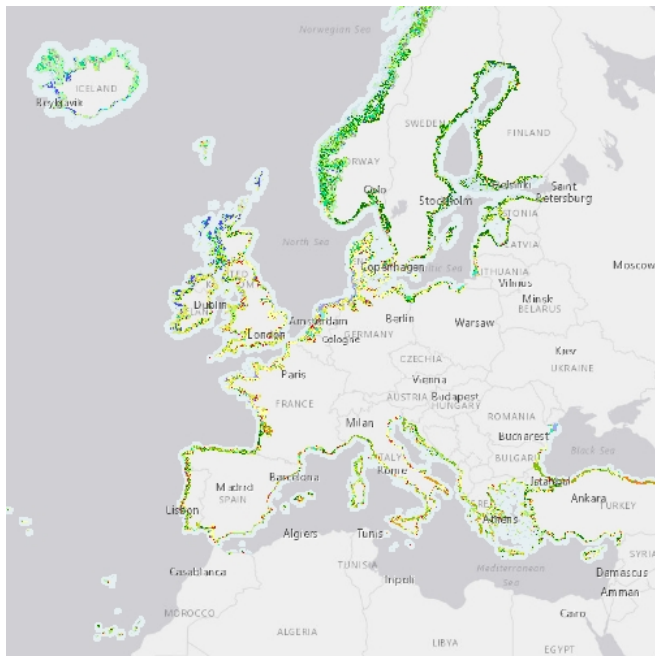 Norwegian Sea
ICELAND
Reykjavik
SWEDEN
FINLAND
NORWAY
Oslo
Helsinki
Saint
Petersburg
Stockholm
ESTONIA
North Sea
LATVIA
Moscow
Copenhagen
Baltic Sea
LITHUANIA
Vilnius
Dublin
Minsk
BELARUS
Amsterdam
Berlin
London
GERMANY
Warsaw
Cologne
Kiev
CZECHIA
UKRAINE
Paris
Vienna
AUSTRIA
Budapest
HUNGARY
FRANCE
ROMANIA
Milan
Bucharest
Black Sea
ITALY
BULGARI
Rome
Barcelona
Istanbul
Madrid
SPAIN
Ankara
TURKEY
Lisbon
Athens
Algiers
Tunis
SYRIA
Casablanca
TUNISIA
Mediterranean
Sea
Damascus
Tripoli
Amman
MOROCCO
Cairo
ALGERIA
LIBYA
EGYPT